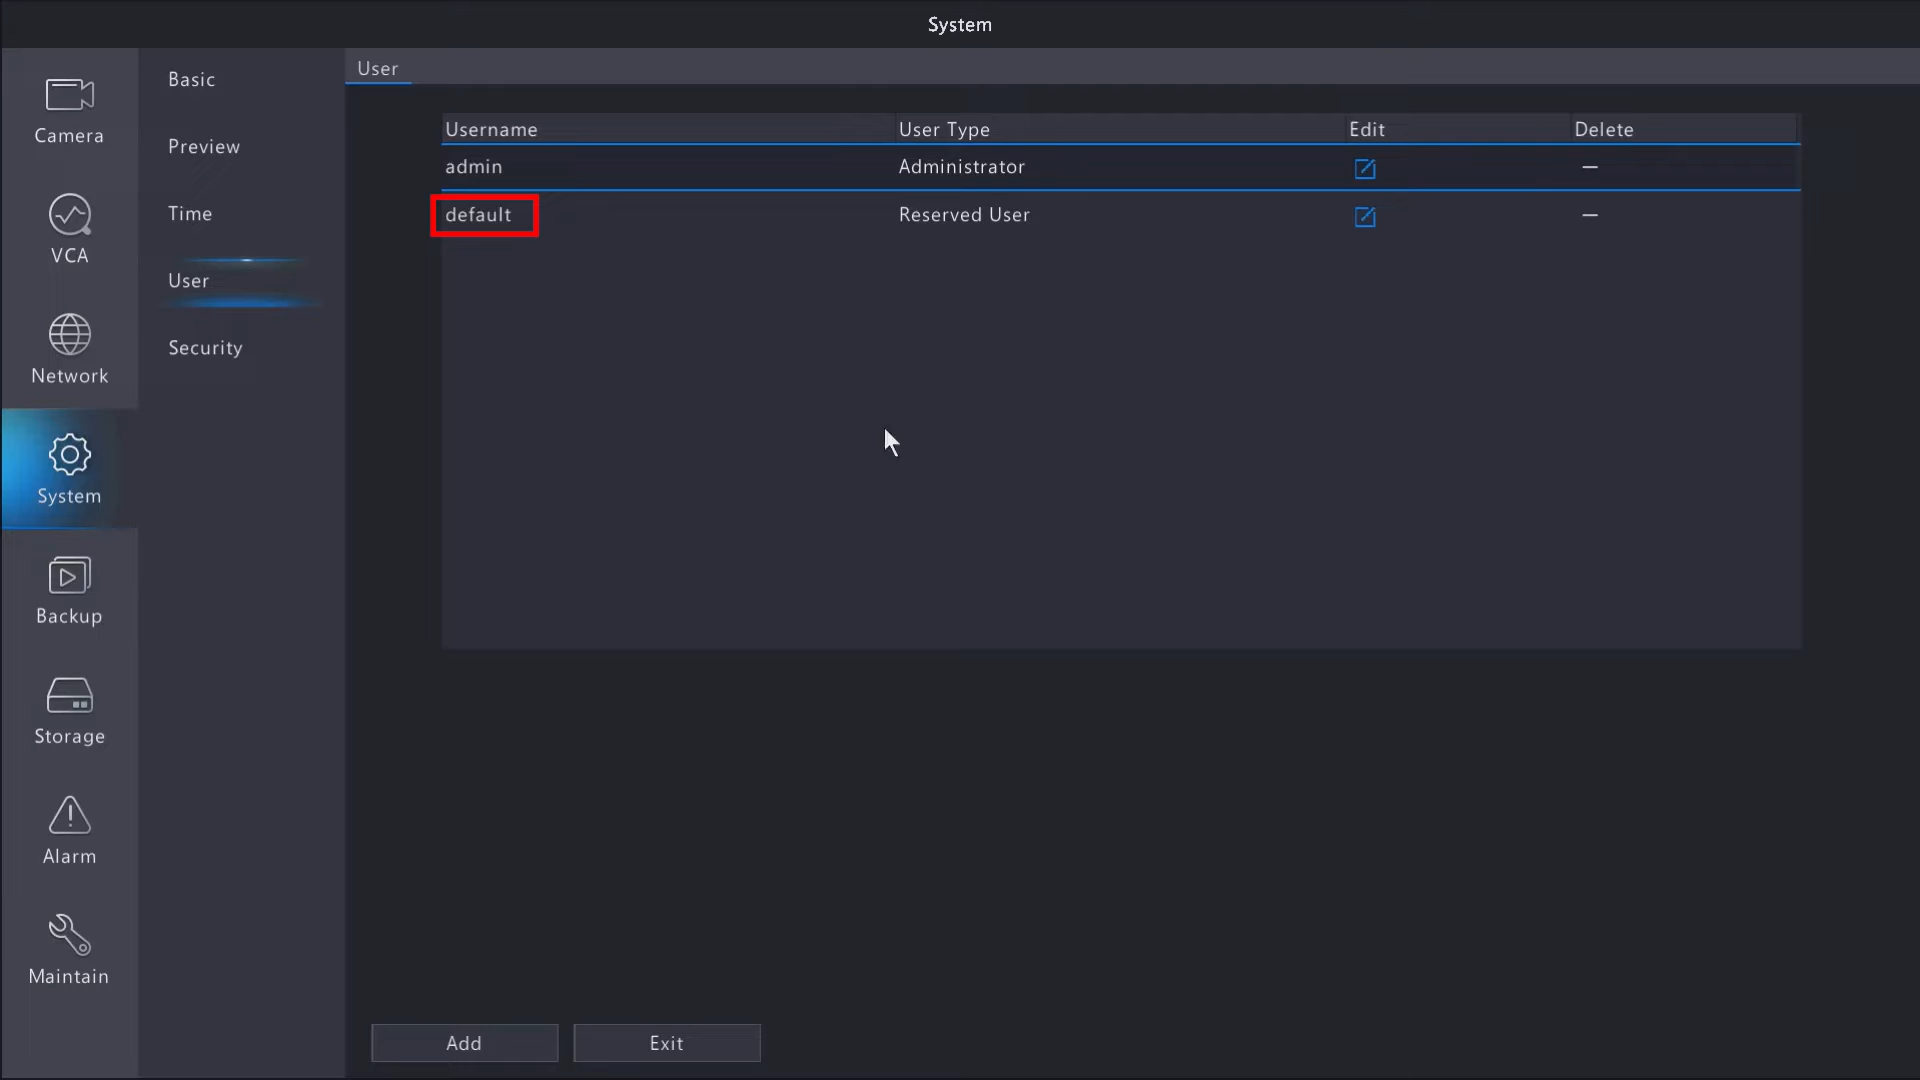 System
Camera
VCA
Network
System
Backup
Storage
Alarm
Maintain
Basic
Preview
Time
User
Security
User
Username User Type Edit Delete
admin Administrator —
default Reserved User —
Add Exit